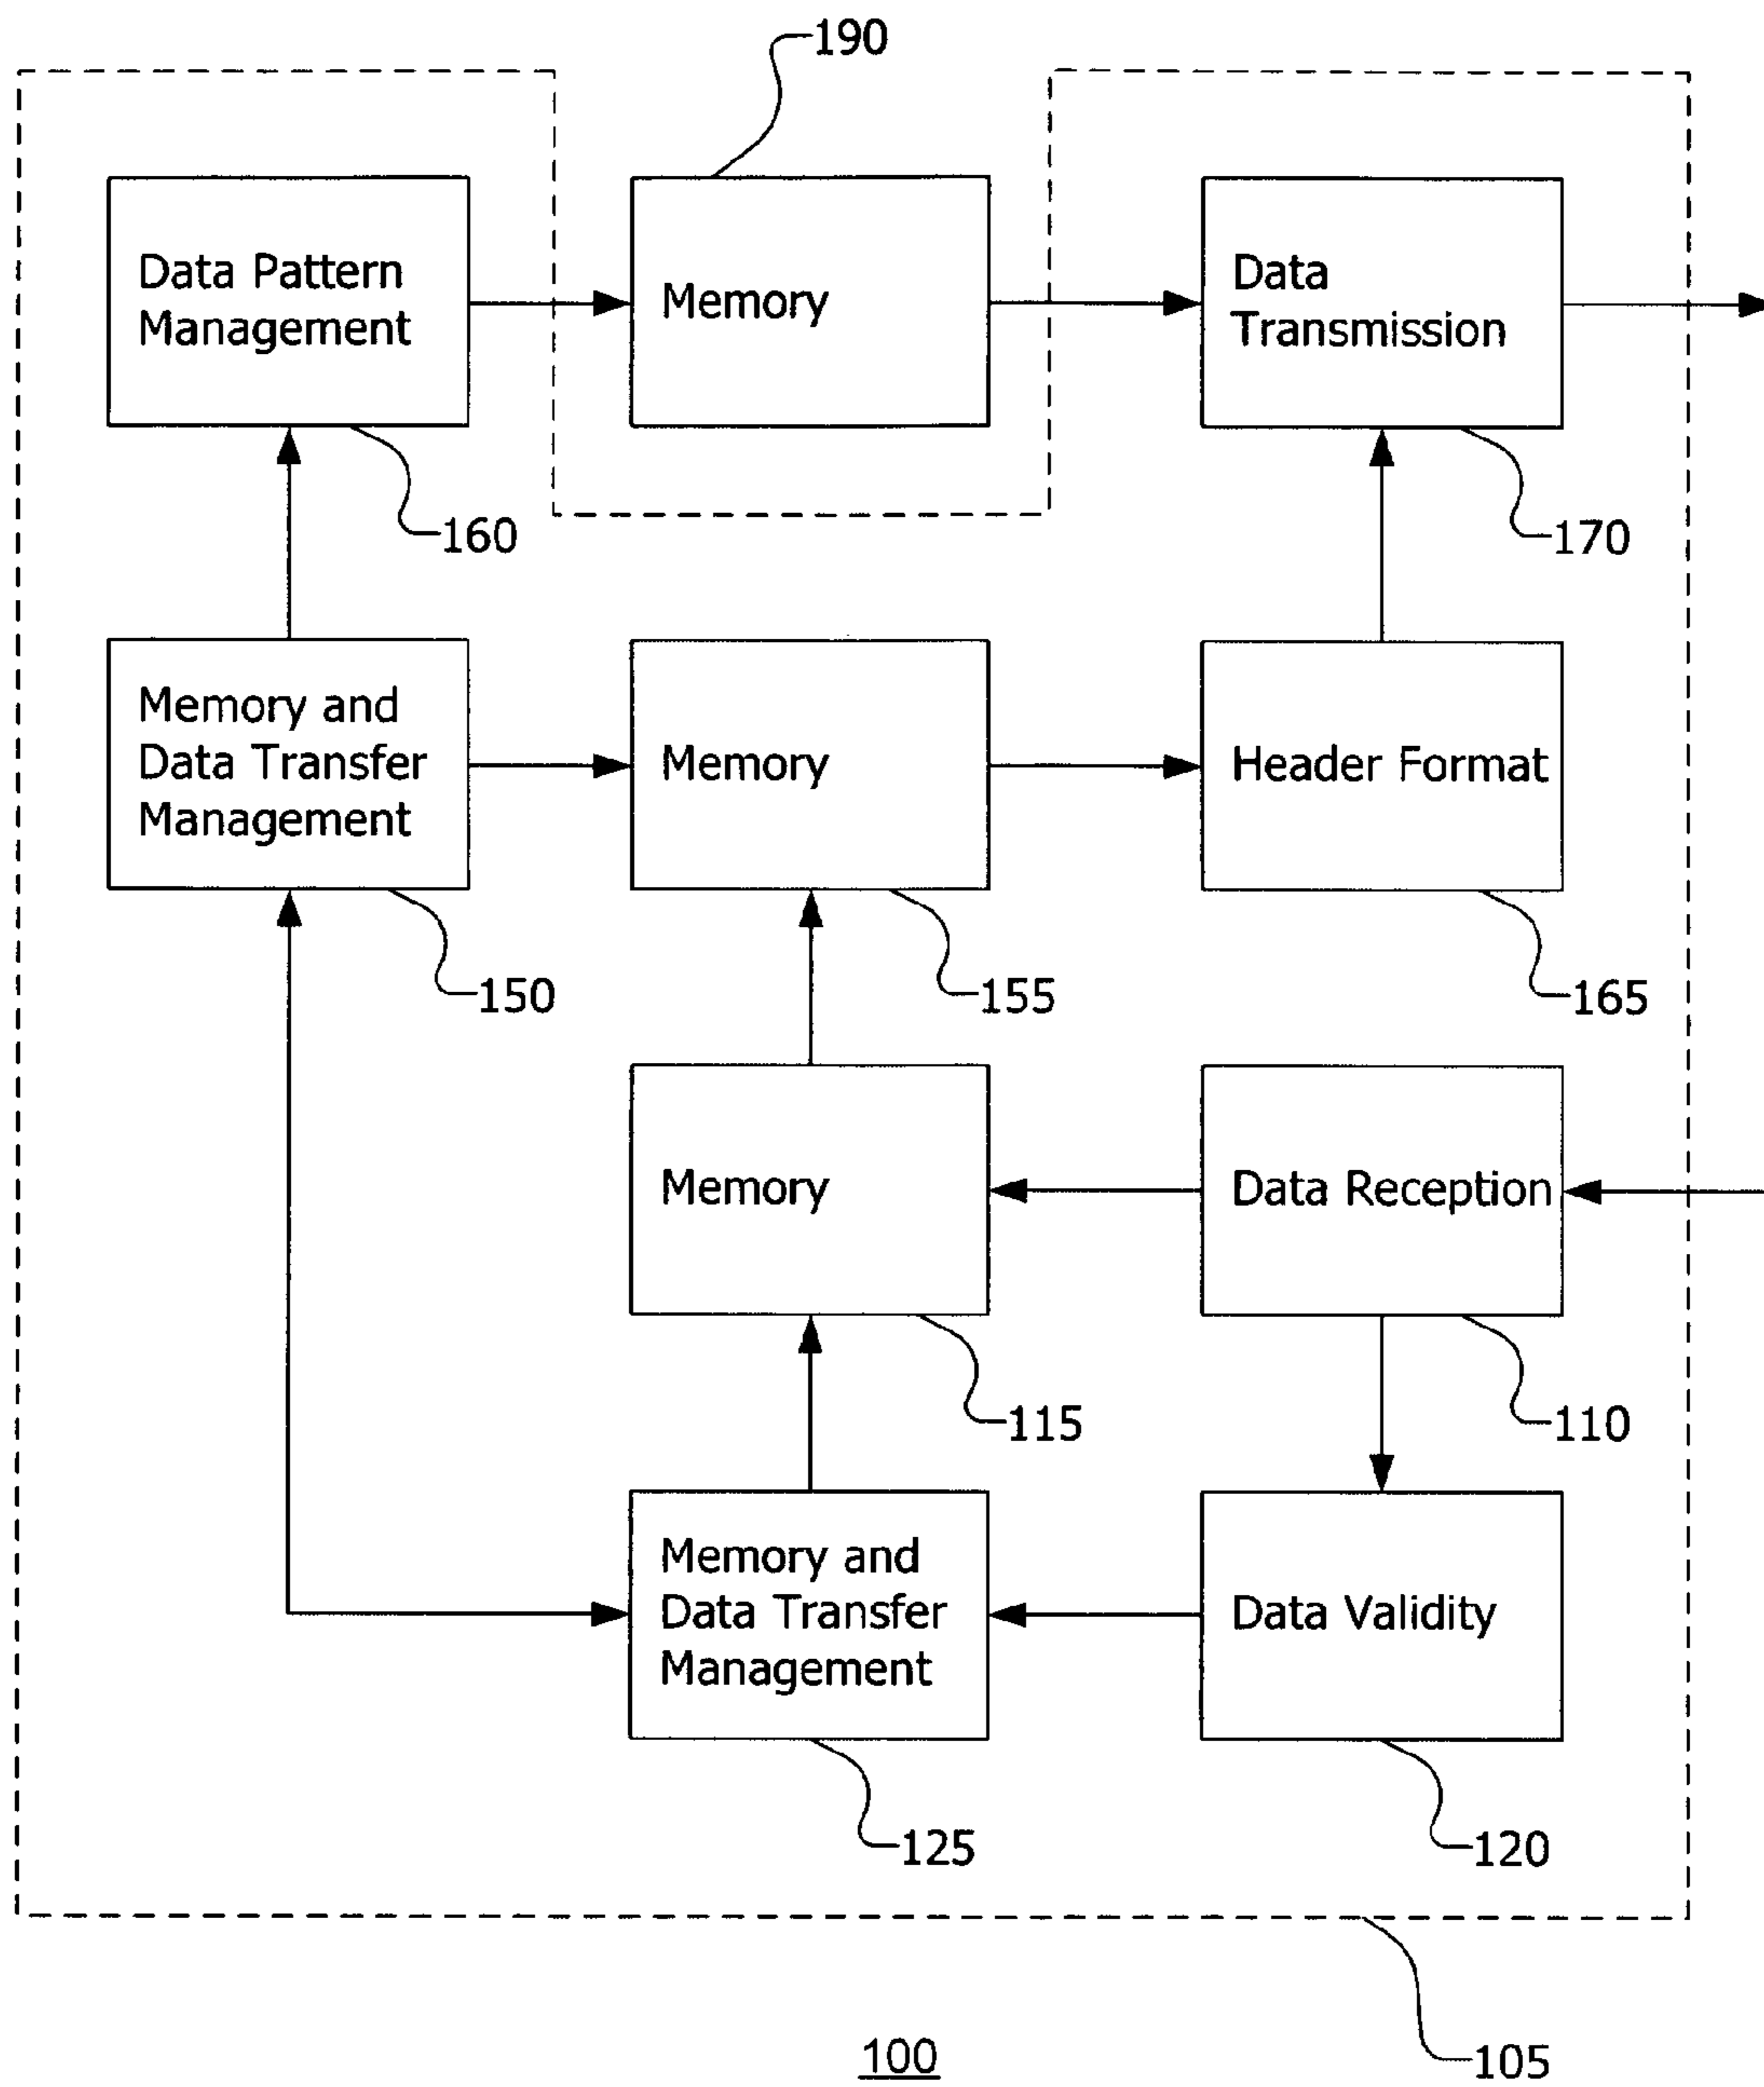 190
Data Pattern
Management
Memory
Data
Transmission
160
170
Memory and
Data Transfer
Management
Memory
Header Format
150
155
165
Memory
Data Reception
115
110
Memory and
Data Transfer
Management
Data Validity
125
120
100
105